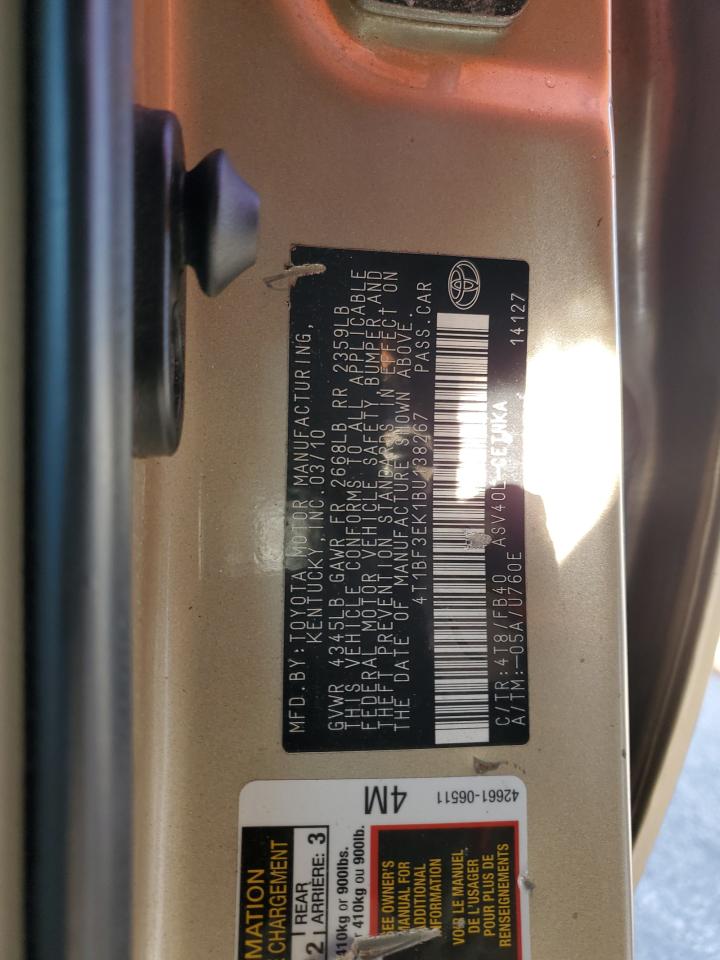 MFD.BY:TOYOTA MOTOR MANUFACTURING,
KENTUCKY, INC. 03/10
GVWR 4345LB GAWR FR 2668LB RR 2359LB
THIS VEHICLE CONFORMS TO ALL APPLICABLE
FEDERAL MOTOR VEHICLE SAFETY, BUMPER, AND
THEFT PREVENTION STANDARDS IN EFFECT ON
THE DATE OF MANUFACTURE SHOWN ABOVE.
4T1BF3EK1BU138267 PASS.CAR
C/TR:4T8/FB40 ASV40L-CETNKA
A/TM:-05A/U760E 14127
4M 42661-06511
MATION
CHARGEMENT
2 REAR
ARRIÈRE: 3
410kg or 900lbs.
410kg ou 900lb.
SEE OWNER'S
MANUAL FOR
ADDITIONAL
INFORMATION
VOIR LE MANUEL
DE L'USAGER
POUR PLUS DE
RENSEIGNEMENTS